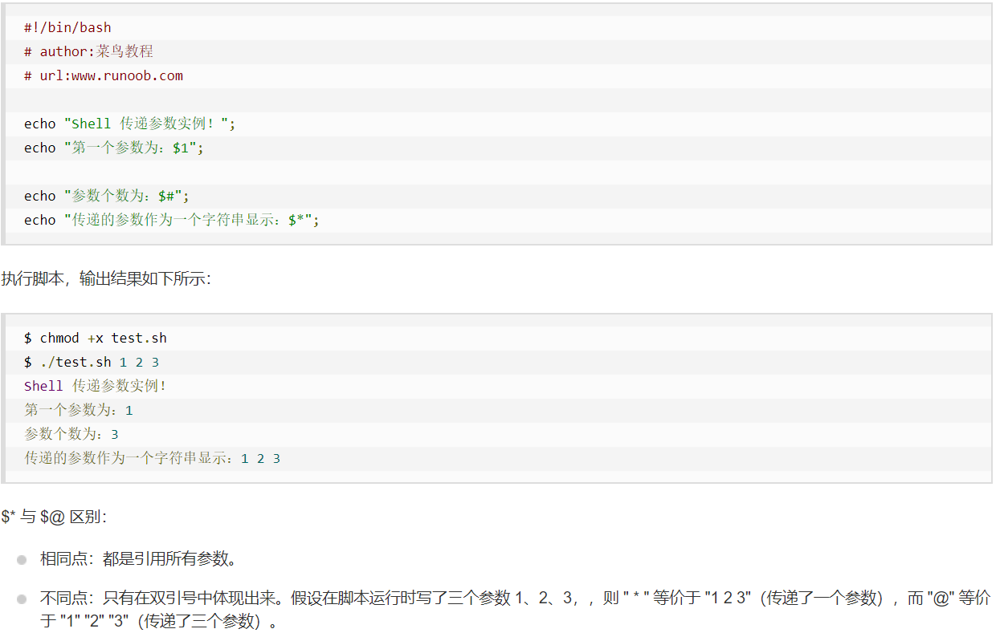 #!/bin/bash
# author:菜鸟教程
# url:www.runoob.com
echo "Shell 传递参数实例！";
echo "第一个参数为：$1";
echo "参数个数为：$#";
echo "传递的参数作为一个字符串显示：$*";
执行脚本，输出结果如下所示：
$ chmod +x test.sh
$ ./test.sh 1 2 3
Shell 传递参数实例！
第一个参数为：1
参数个数为：3
传递的参数作为一个字符串显示：1 2 3
$* 与 $@ 区别：
相同点：都是引用所有参数。
不同点：只有在双引号中体现出来。假设在脚本运行时写了三个参数 1、2、3，，则 " * " 等价于 "1 2 3"（传递了一个参数），而 "@" 等价
于 "1" "2" "3"（传递了三个参数）。